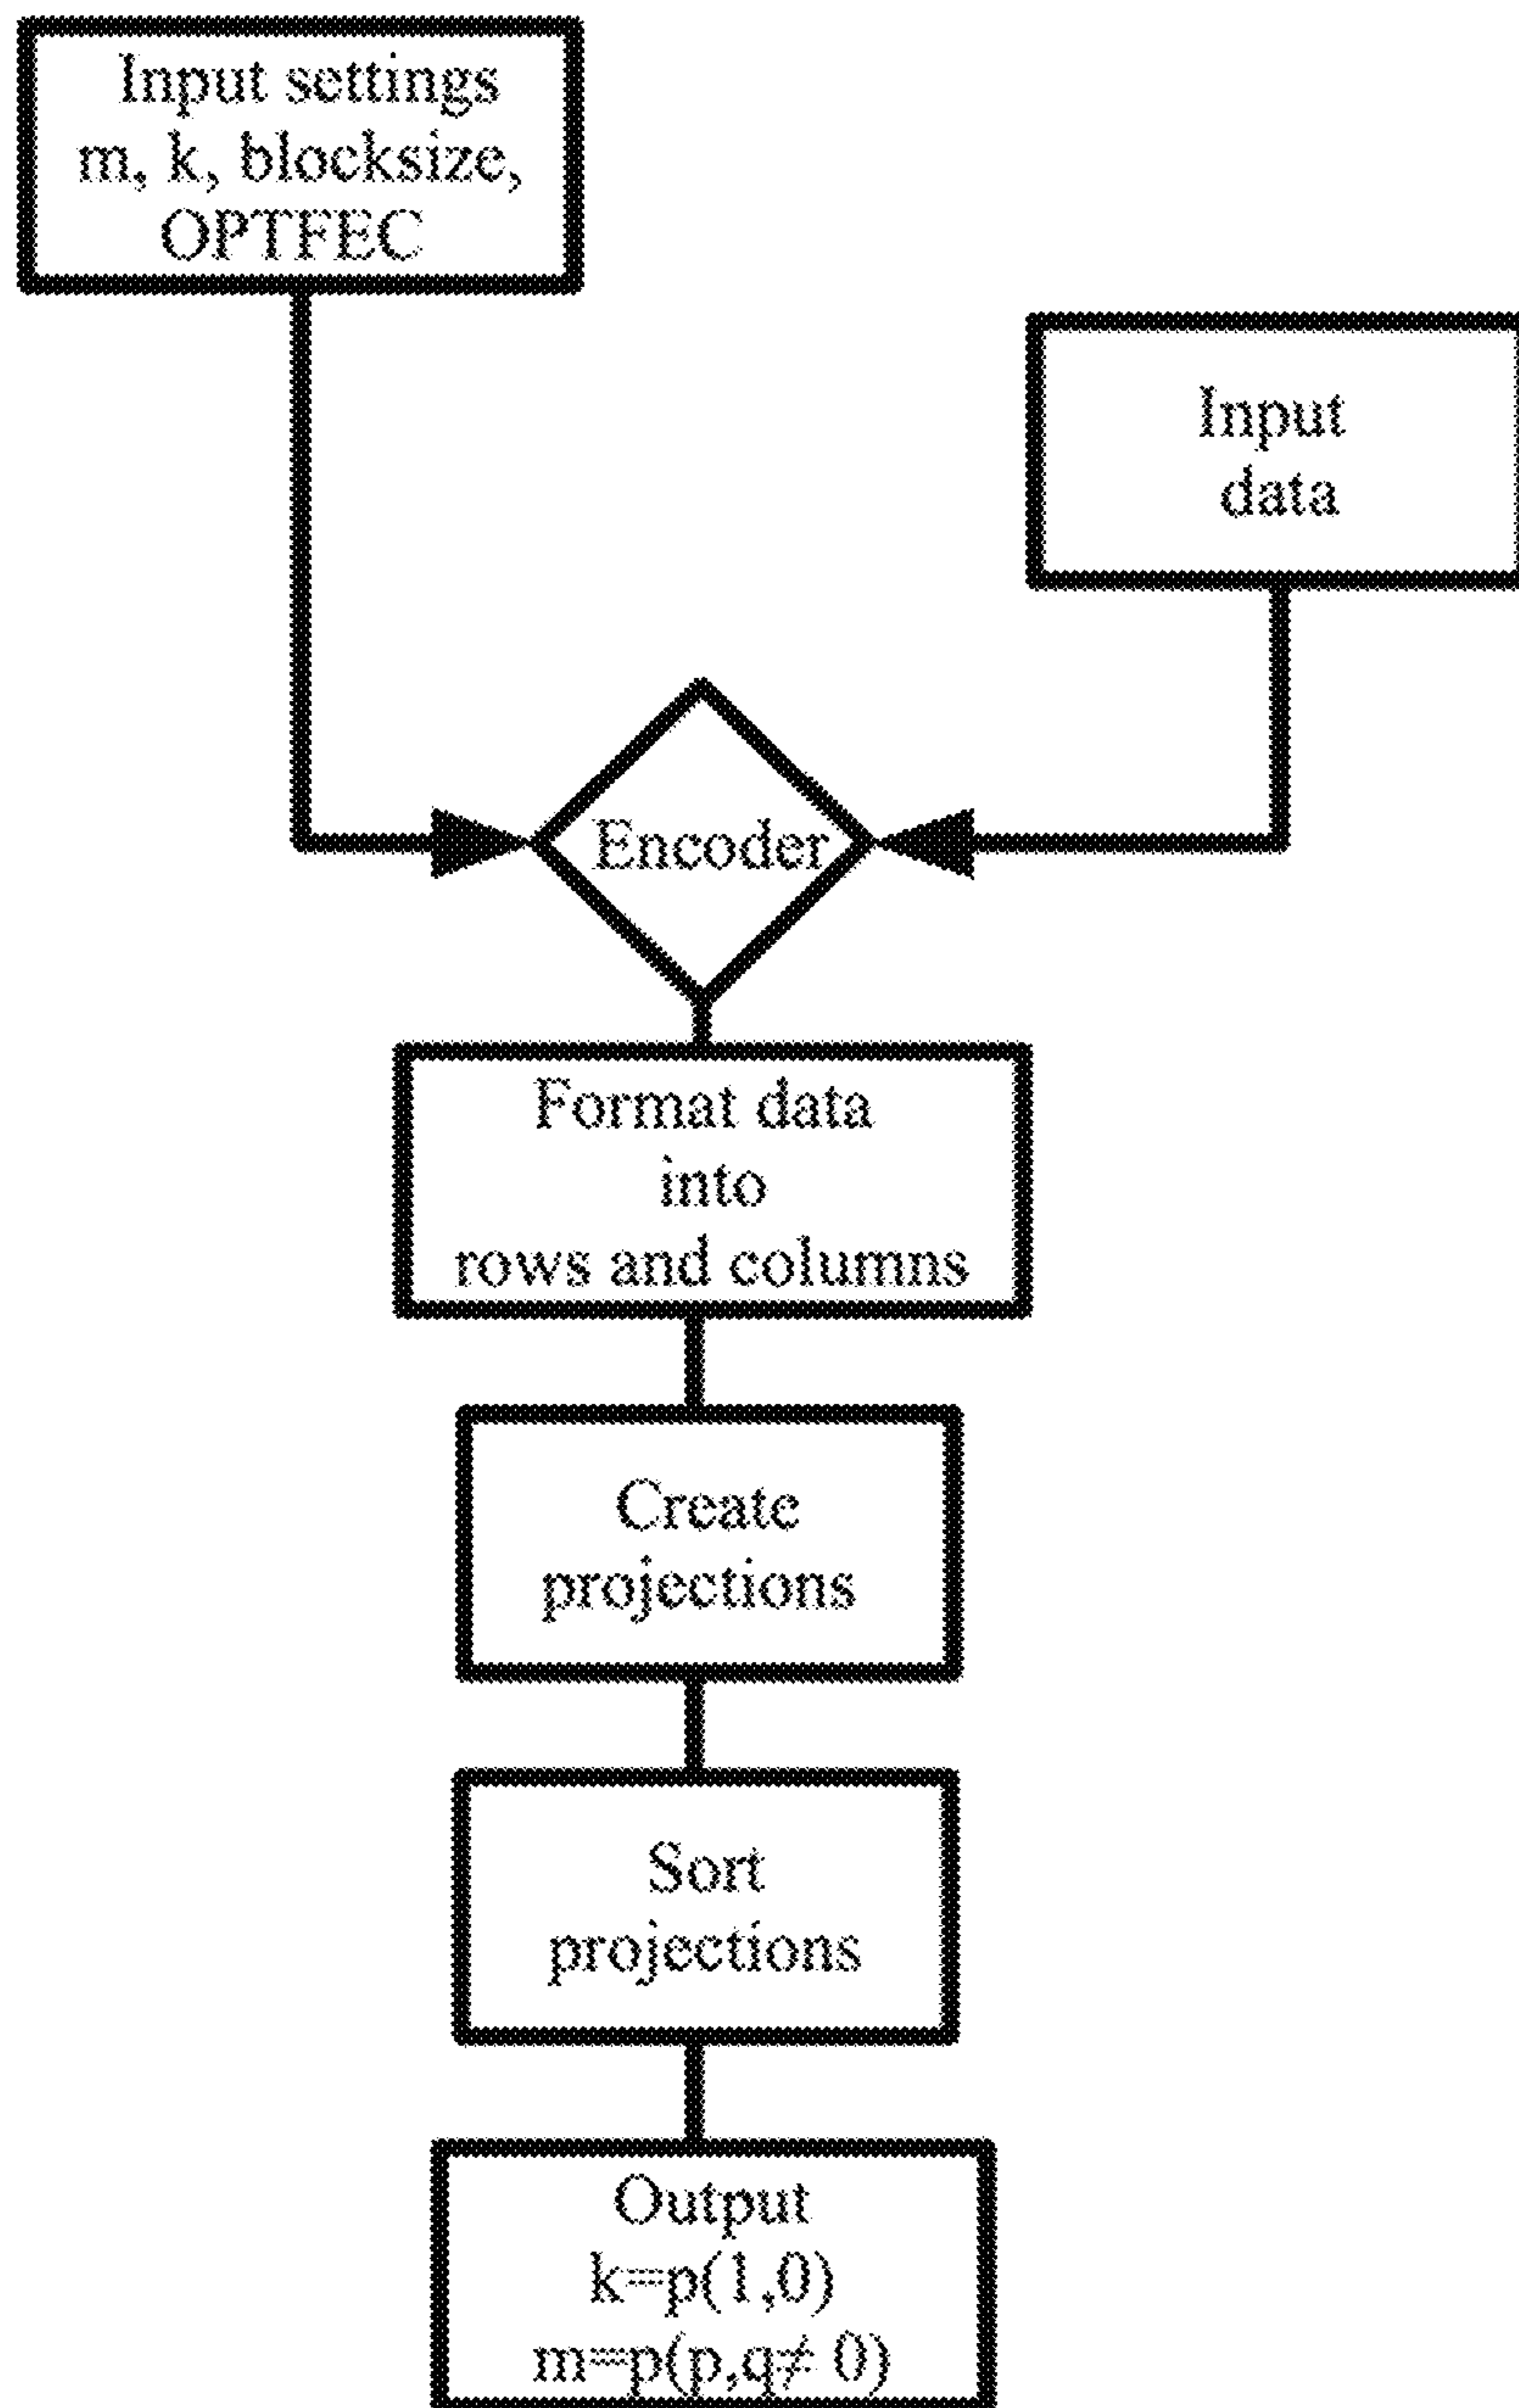 Input settings
m, k, blocksize,
OPTFEC
Input
data
Encoder
Format data
into
rows and columns
Create
projections
Sort
projections
Output
k=p(1,0)
m=p(p,q≠ 0)